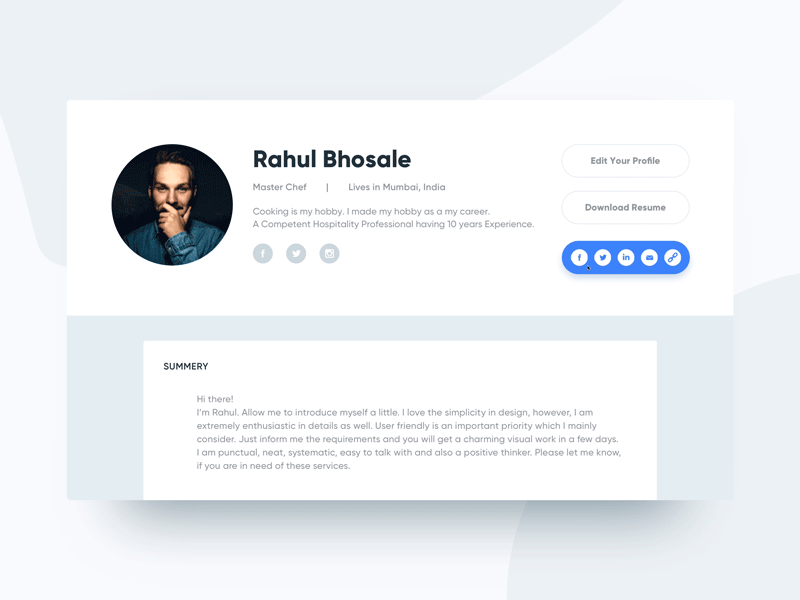 Rahul Bhosale
Master Chef | Lives in Mumbai, India
Cooking is my hobby. I made my hobby as a my career.
A Competent Hospitality Professional having 10 years Experience.
Edit Your Profile
Download Resume
SUMMERY
Hi there!
I'm Rahul. Allow me to introduce myself a little. I love the simplicity in design, however, I am
extremely enthusiastic in details as well. User friendly is an important priority which I mainly
consider. Just inform me the requirements and you will get a charming visual work in a few days.
I am punctual, neat, systematic, easy to talk with and also a positive thinker. Please let me know,
if you are in need of these services.